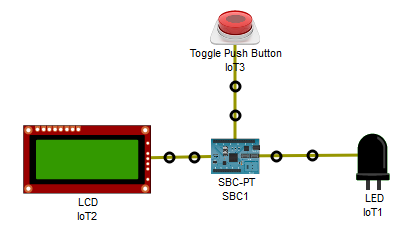 Toggle Push Button
IoT3
SBC-PT
SBC1
LCD
IoT2
LED
IoT1